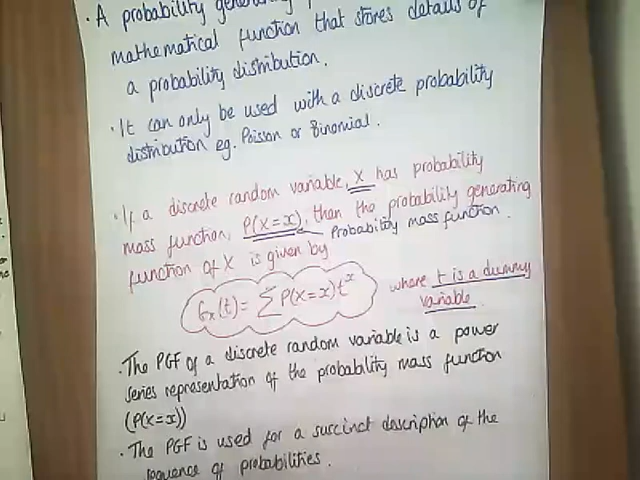 · A probability generating
mathematical function that stores details of
a probability distribution.
· It can only be used with a discrete probability
distribution eg. Poisson or Binomial.
· If a discrete random variable, X has probability
mass function, P(X=x), then the probability generating
Probability mass function.
function of X is given by
Gx(t) = ∑ P(X=x)t^x where t is a dummy
variable.
· The PGF of a discrete random variable is a power
series representation of the probability mass function
(P(X=x))
· The PGF is used for a succinct description of the
sequence of probabilities.